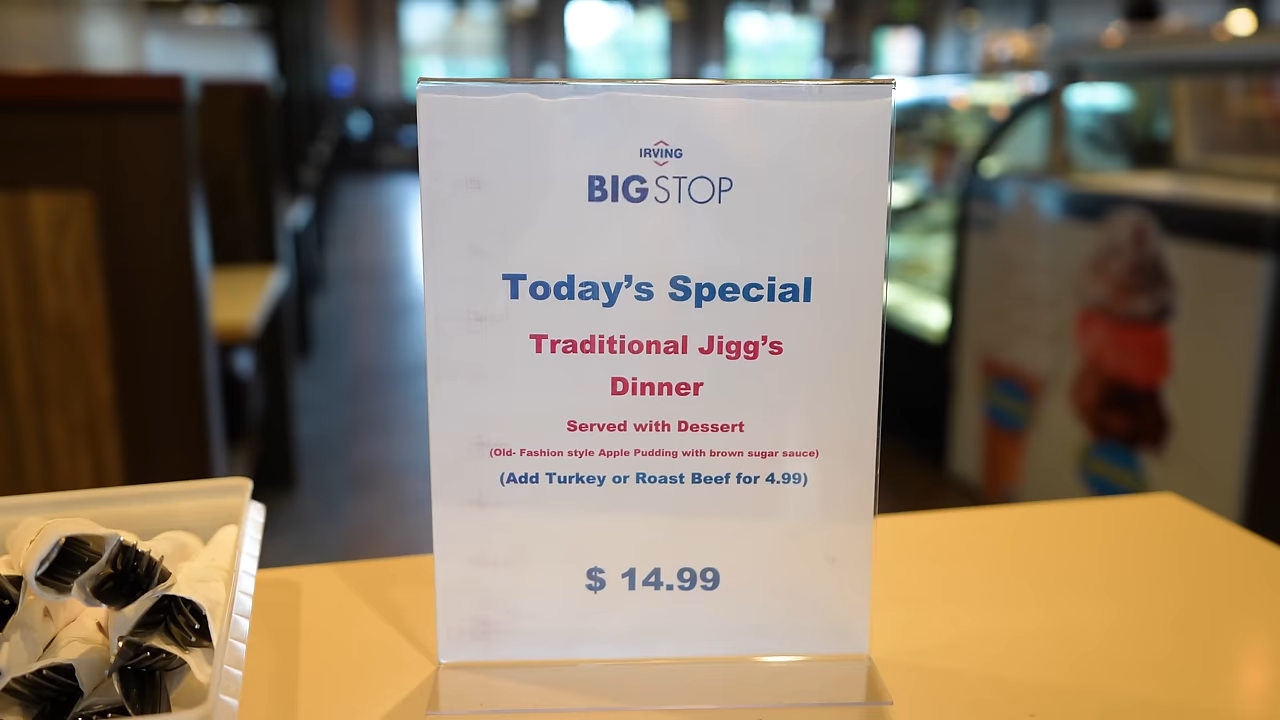 IRVING
BIG STOP
Today's Special
Traditional Jigg's
Dinner
Served with Dessert
(Old- Fashion style Apple Pudding with brown sugar sauce)
(Add Turkey or Roast Beef for 4.99)
$ 14.99